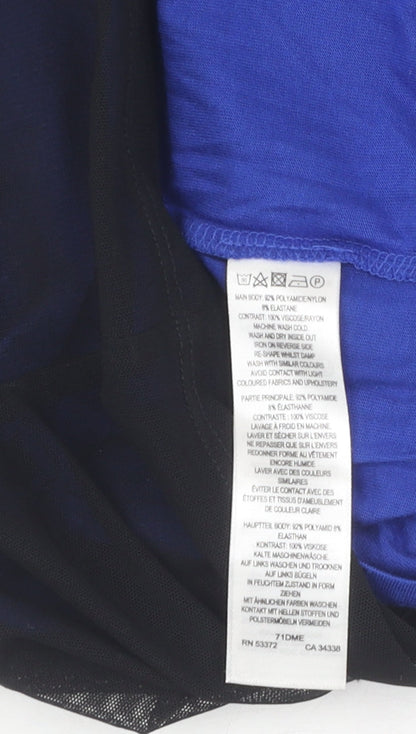 MAIN BODY: 92% POLYAMIDE/NYLON
8% ELASTANE
CONTRAST: 100% VISCOSE/RAYON
MACHINE WASH COLD
WASH AND DRY INSIDE OUT
IRON ON REVERSE SIDE
RE-SHAPE WHILST DAMP
WASH WITH SIMILAR COLOURS
AVOID CONTACT WITH LIGHT
COLOURED FABRICS AND UPHOLSTERY
PARTIE PRINCIPALE: 92% POLYAMIDE
8% ÉLASTHANNE
CONTRASTE : 100% VISCOSE
LAVAGE À FROID EN MACHINE
LAVER ET SÉCHER SUR L'ENVERS
NE REPASSER QUE SUR L'ENVERS
REDONNER FORME AU VÊTEMENT
ENCORE HUMIDE
LAVER AVEC DES COULEURS
SIMILAIRES
ÉVITER LE CONTACT AVEC DES
ÉTOFFES ET TISSUS D'AMEUBLEMENT
DE COULEUR CLAIRE
HAUPTTEIL BODY: 92% POLYAMID 8%
ELASTHAN
KONTRAST: 100% VISKOSE
KALTE MASCHINENWÄSCHE.
AUF LINKS WASCHEN UND TROCKNEN
AUF LINKS BÜGELN
IN FEUCHTEM ZUSTAND IN FORM
ZIEHEN
MIT ÄHNLICHEN FARBEN WASCHEN
KONTAKT MIT HELLEN STOFFEN UND
POLSTERMÖBELN VERMEIDEN
71DME
RN 53372 CA 34338